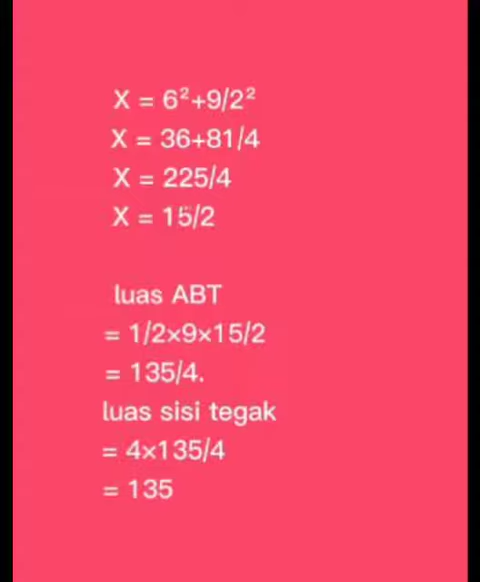 X = 6²+9/2²
X = 36+81/4
X = 225/4
X = 15/2
luas ABT
= 1/2×9×15/2
= 135/4.
luas sisi tegak
= 4×135/4
= 135